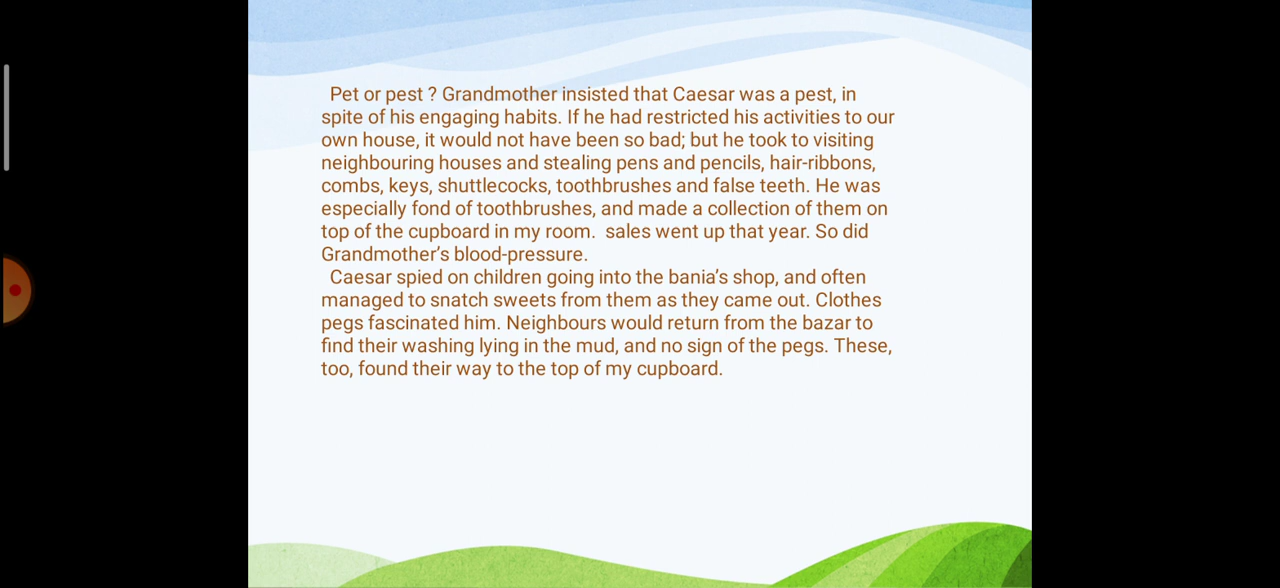 Pet or pest ? Grandmother insisted that Caesar was a pest, in
spite of his engaging habits. If he had restricted his activities to our
own house, it would not have been so bad; but he took to visiting
neighbouring houses and stealing pens and pencils, hair-ribbons,
combs, keys, shuttlecocks, toothbrushes and false teeth. He was
especially fond of toothbrushes, and made a collection of them on
top of the cupboard in my room.  sales went up that year. So did
Grandmother’s blood-pressure.
Caesar spied on children going into the bania’s shop, and often
managed to snatch sweets from them as they came out. Clothes
pegs fascinated him. Neighbours would return from the bazar to
find their washing lying in the mud, and no sign of the pegs. These,
too, found their way to the top of my cupboard.